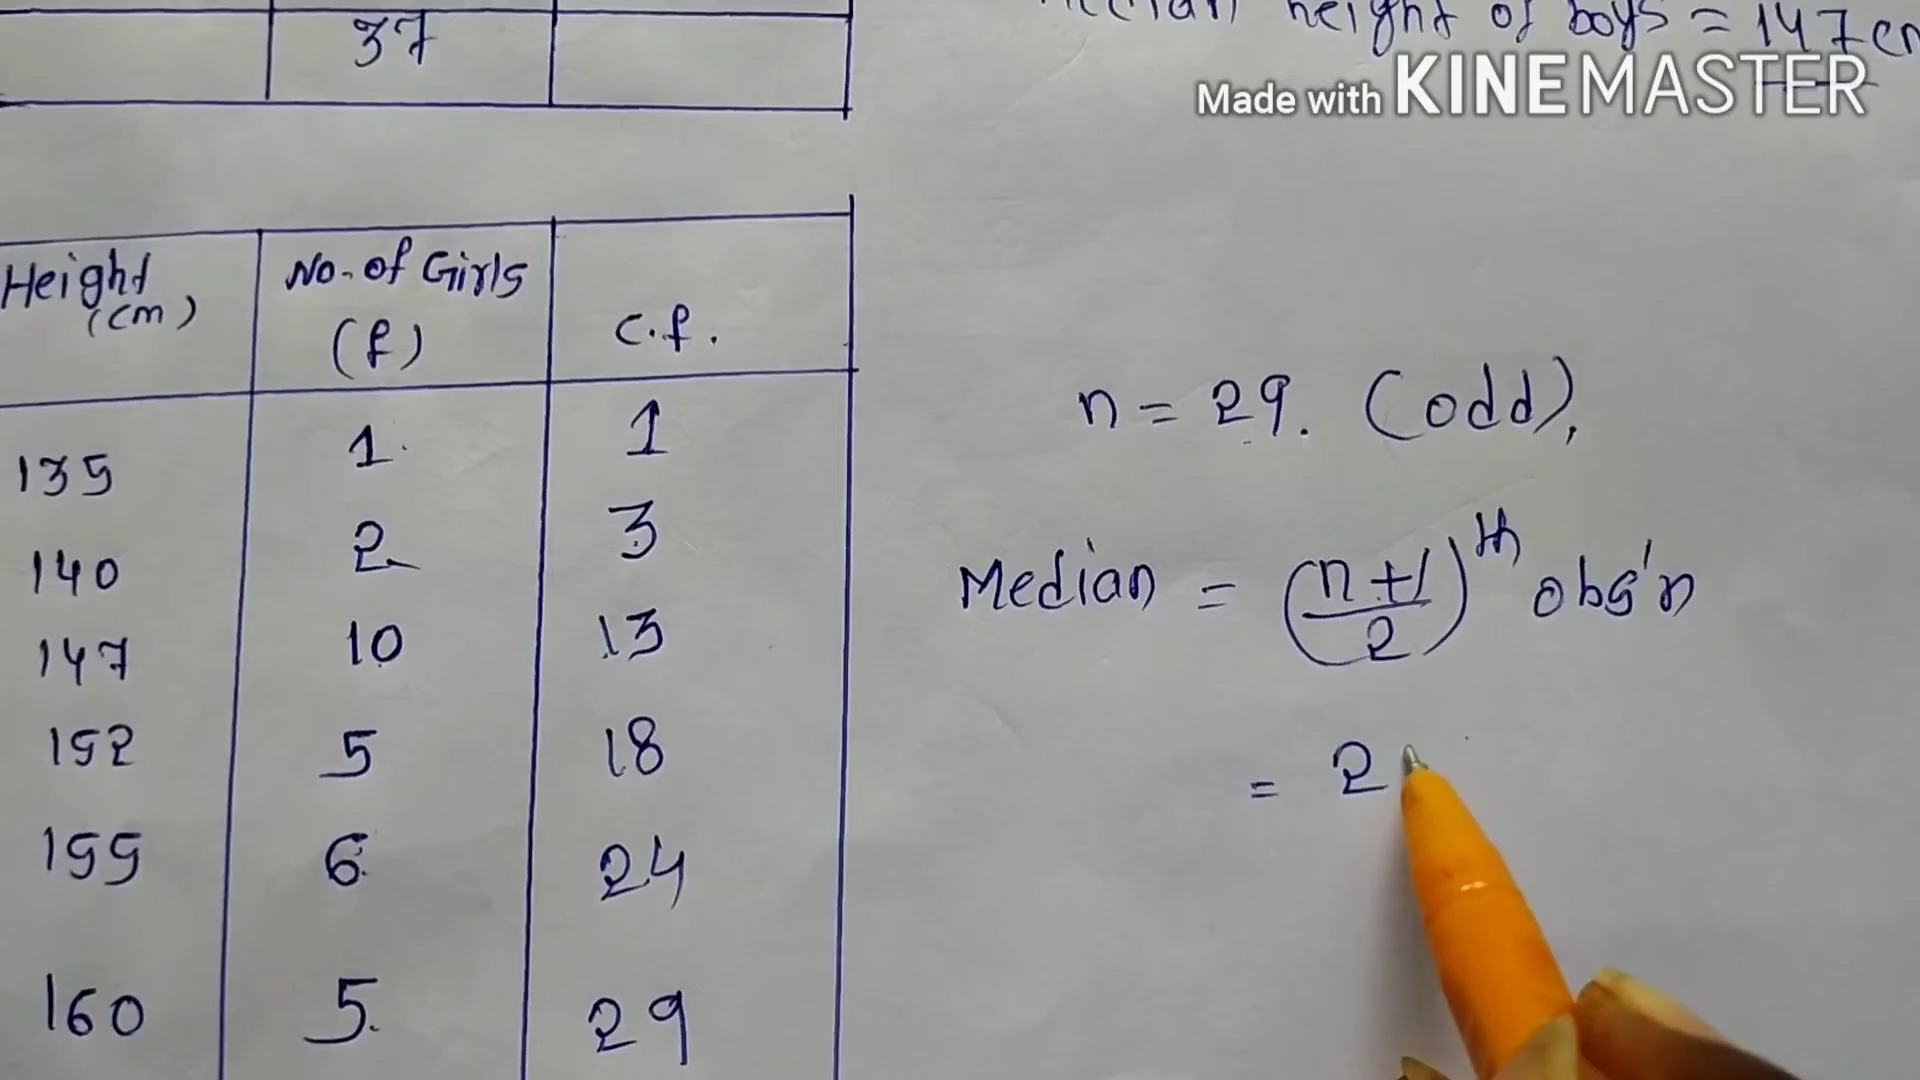 37
Median height of boys = 147cm
Made with KINEMASTER
Height (cm) No. of Girls (f) c.f.
135 1 1
140 2 3
147 10 13
152 5 18
155 6 24
160 5 29
n = 29. (odd),
Median = (n+1/2)th obs'n
= 2